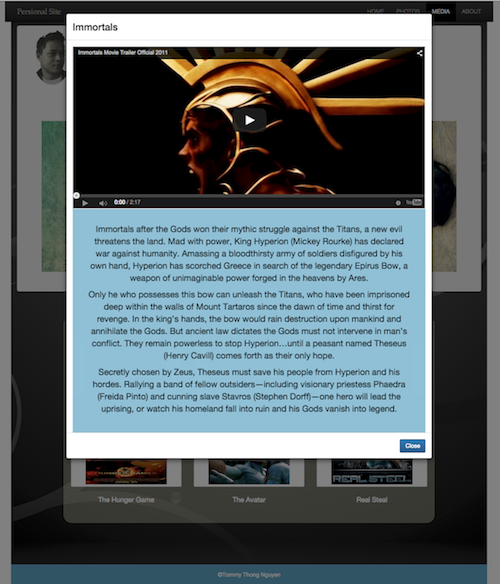 Personal Site
HOME PHOTOS MEDIA ABOUT
Immortals
Immortals Movie Trailer Official 2011
0:00 / 2:17
YouTube
Immortals after the Gods won their mythic struggle against the Titans, a new evil
threatens the land. Mad with power, King Hyperion (Mickey Rourke) has declared
war against humanity. Amassing a bloodthirsty army of soldiers disfigured by his
own hand, Hyperion has scorched Greece in search of the legendary Epirus Bow, a
weapon of unimaginable power forged in the heavens by Ares.
Only he who possesses this bow can unleash the Titans, who have been imprisoned
deep within the walls of Mount Tartaros since the dawn of time and thirst for
revenge. In the king's hands, the bow would rain destruction upon mankind and
annihilate the Gods. But ancient law dictates the Gods must not intervene in man's
conflict. They remain powerless to stop Hyperion…until a peasant named Theseus
(Henry Cavill) comes forth as their only hope.
Secretly chosen by Zeus, Theseus must save his people from Hyperion and his
hordes. Rallying a band of fellow outsiders—including visionary priestess Phaedra
(Freida Pinto) and cunning slave Stavros (Stephen Dorff)—one hero will lead the
uprising, or watch his homeland fall into ruin and his Gods vanish into legend.
Close
REAL STEEL
The Hunger Game
The Avatar
Real Steal
©Tommy Thong Nguyen